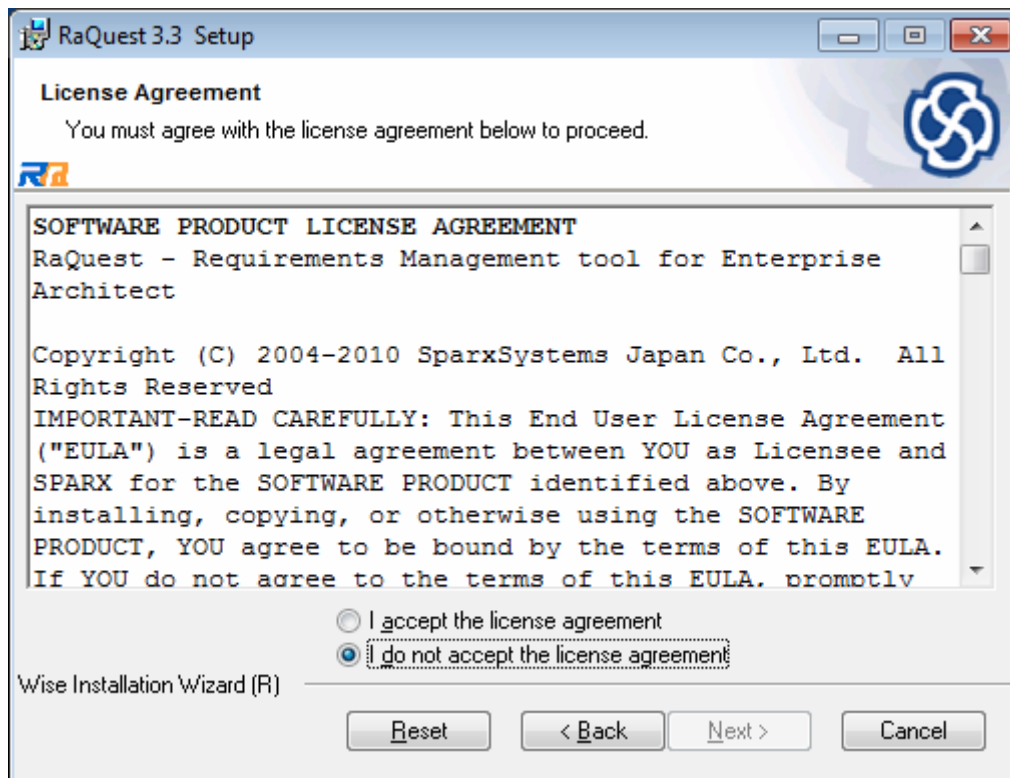 RaQuest 3.3 Setup
License Agreement
You must agree with the license agreement below to proceed.
Ra
SOFTWARE PRODUCT LICENSE AGREEMENT
RaQuest - Requirements Management tool for Enterprise
Architect
Copyright (C) 2004-2010 SparxSystems Japan Co., Ltd. All
Rights Reserved
IMPORTANT-READ CAREFULLY: This End User License Agreement
("EULA") is a legal agreement between YOU as Licensee and
SPARX for the SOFTWARE PRODUCT identified above. By
installing, copying, or otherwise using the SOFTWARE
PRODUCT, YOU agree to be bound by the terms of this EULA.
If YOU do not agree to the terms of this EULA, promptly
I accept the license agreement
I do not accept the license agreement
Wise Installation Wizard (R)
Reset
< Back
Next >
Cancel